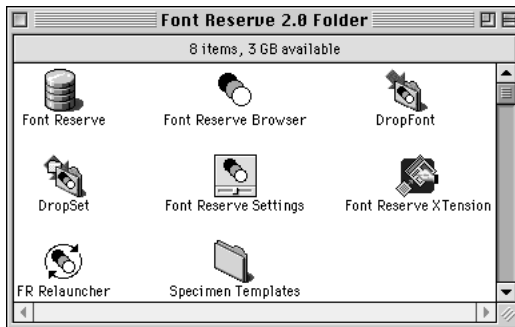 Font Reserve 2.0 Folder
8 items, 3 GB available
Font Reserve
Font Reserve Browser
DropFont
DropSet
Font Reserve Settings
Font Reserve XTension
FR Relauncher
Specimen Templates